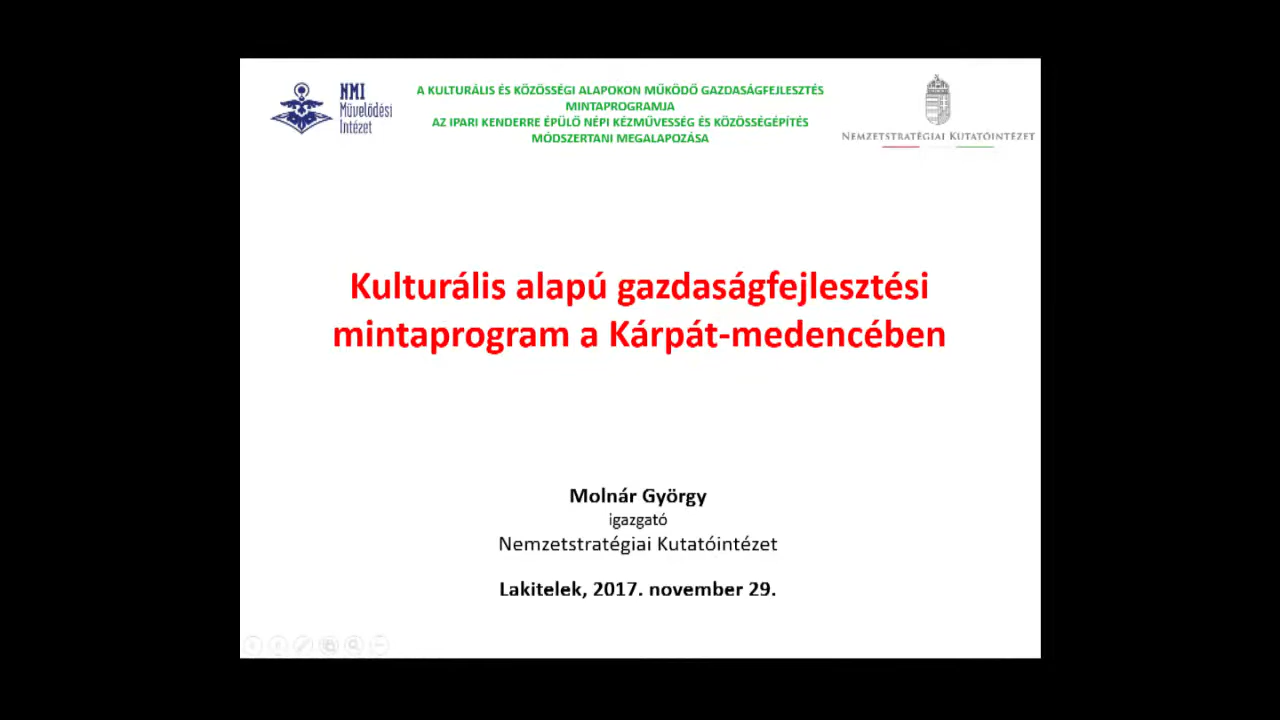 NMI
Művelődési
Intézet
A KULTURÁLIS ÉS KÖZÖSSÉGI ALAPOKON MŰKÖDŐ GAZDASÁGFEJLESZTÉS
MINTAPROGRAMJA
AZ IPARI KENDERRE ÉPÜLŐ NÉPI KÉZMŰVESSÉG ÉS KÖZÖSSÉGÉPÍTÉS
MÓDSZERTANI MEGALAPOZÁSA
NEMZETSTRATÉGIAI KUTATÓINTÉZET
Kulturális alapú gazdaságfejlesztési
mintaprogram a Kárpát-medencében
Molnár György
igazgató
Nemzetstratégiai Kutatóintézet
Lakitelek, 2017. november 29.